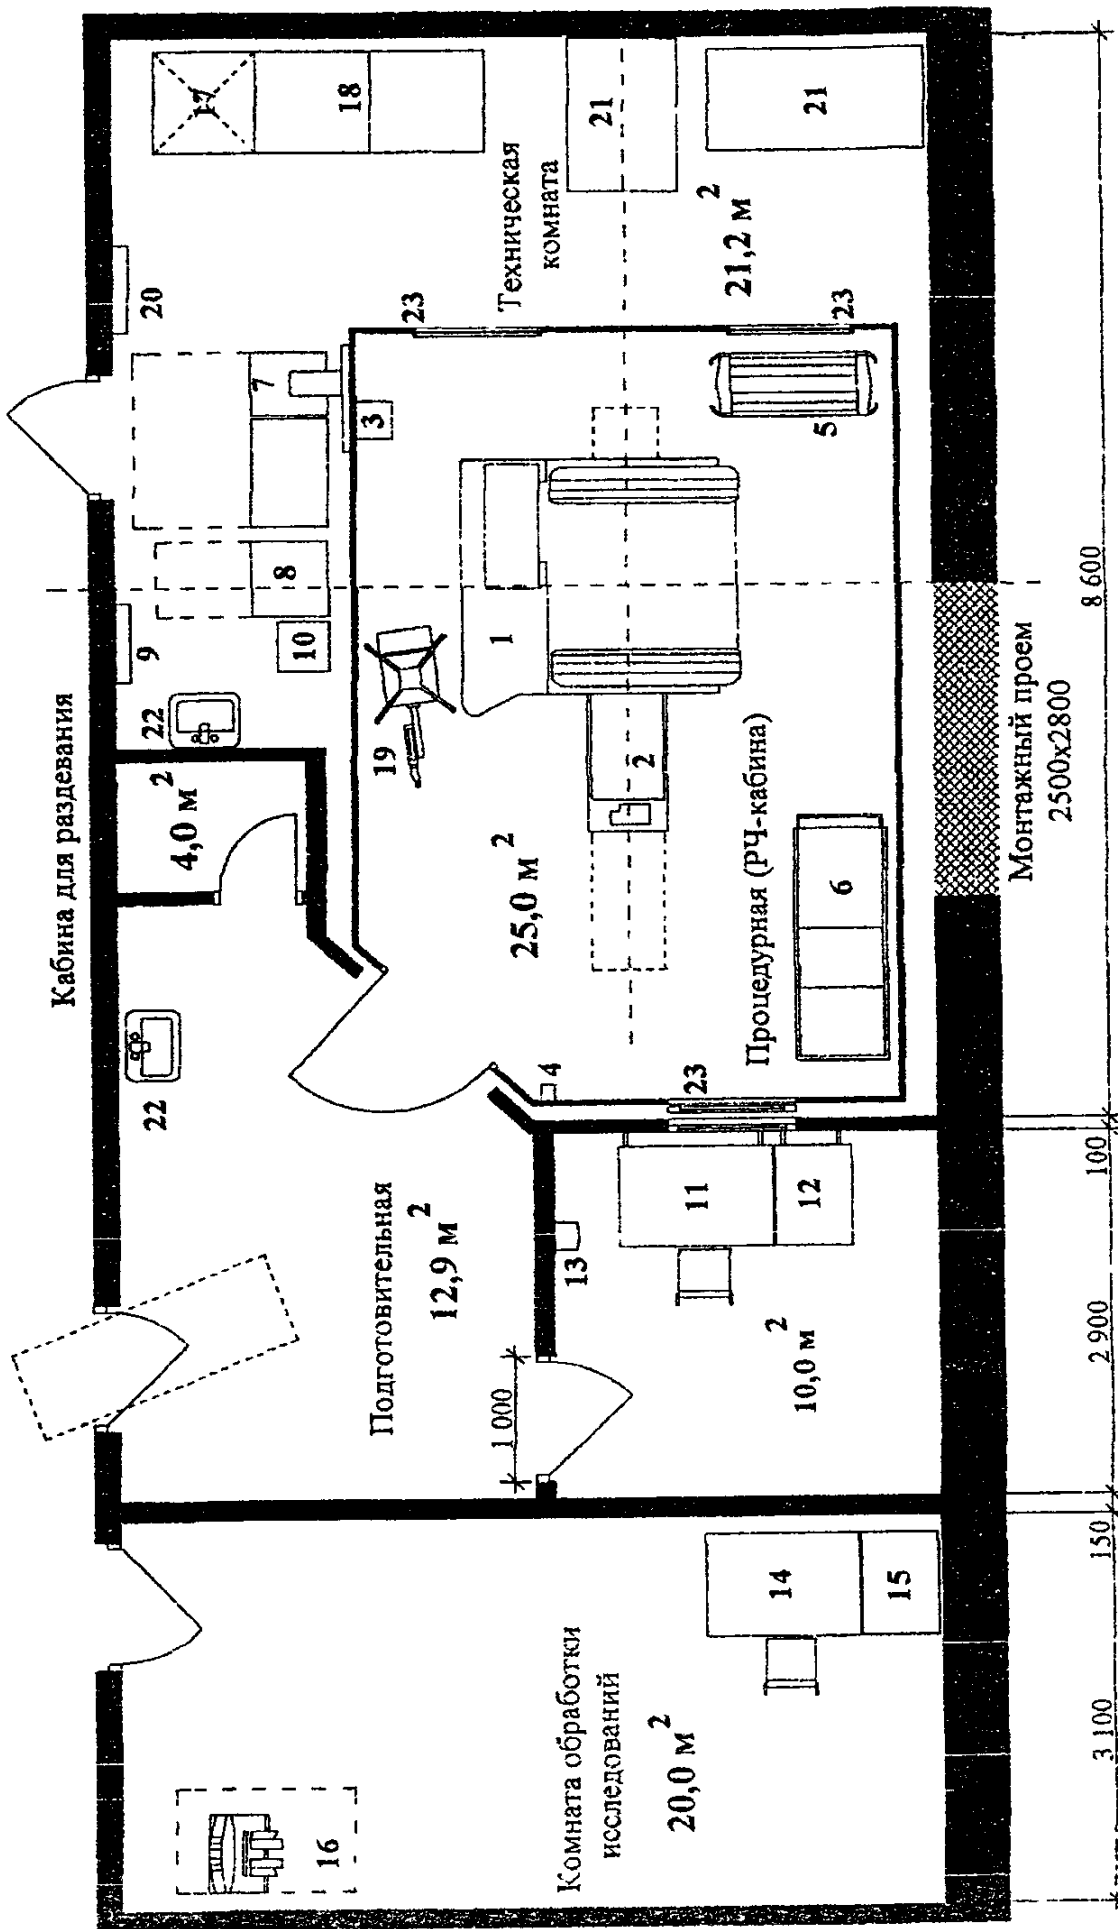 Кабина для раздевания
4,0 м²
22
9
10
8
7
20
17
18
21
21
Техническая
комната
21,2 м²
23
23
3
5
1
2
19
25,0 м²
Процедурная (РЧ-кабина)
6
4
23
22
Подготовительная
12,9 м²
1 000
13
11
12
10,0 м²
14
15
16
Комната обработки
исследований
20,0 м²
Монтажный проем
2500x2800
3 100
150
2 900
100
8 600